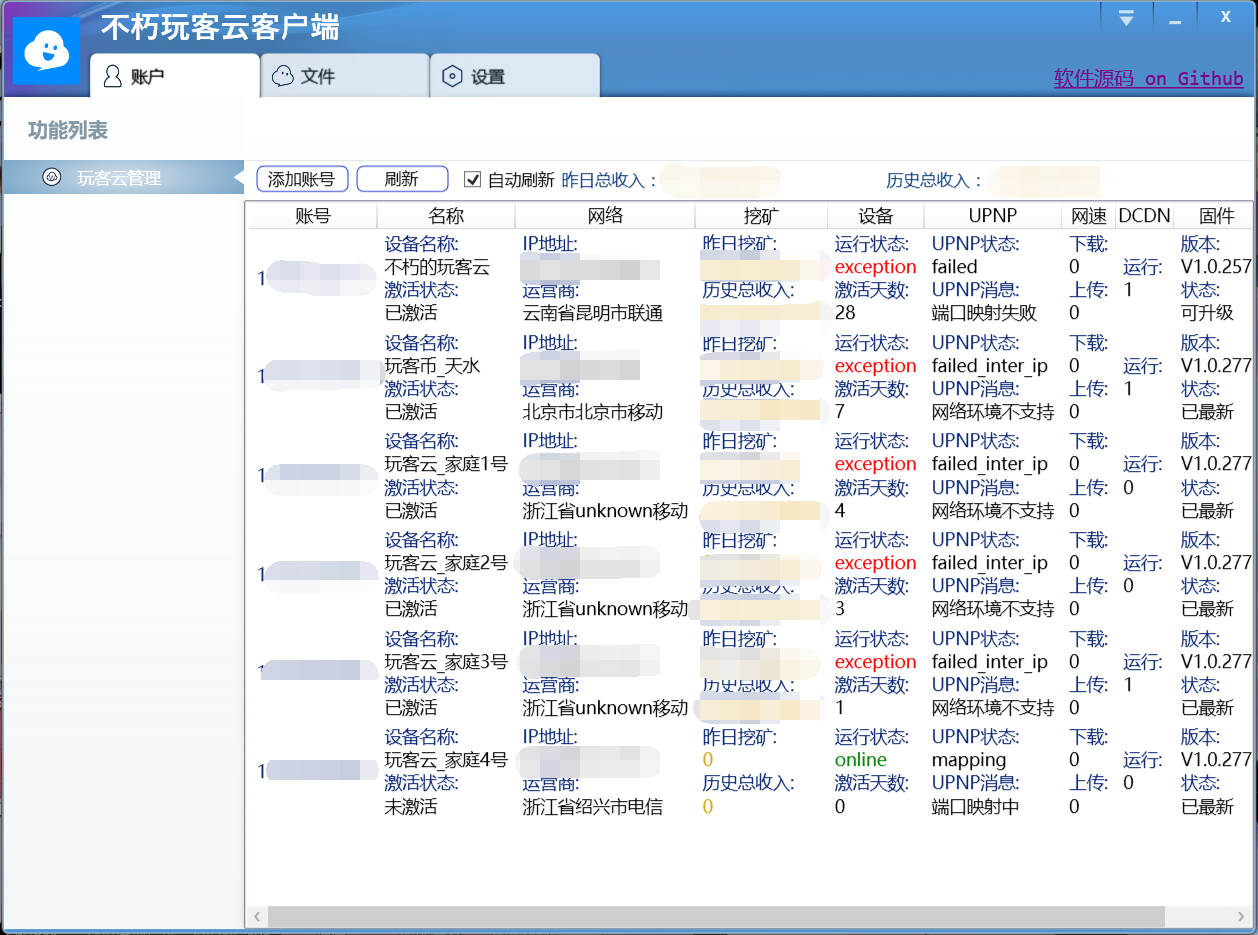 不朽玩客云客户端
X
账户
文件
设置
软件源码 on Github
功能列表
玩客云管理
添加账号 刷新 自动刷新 昨日总收入： 历史总收入：
账号 名称 网络 挖矿 设备 UPNP 网速 DCDN 固件
设备名称: IP地址: 昨日挖矿: 运行状态: UPNP状态: 下载: 版本:
不朽的玩客云 exception failed 0 运行: V1.0.257
1
激活状态: 运营商: 历史总收入: 激活天数: UPNP消息: 上传: 1 状态:
已激活 云南省昆明市联通 28 端口映射失败 0 可升级
设备名称: IP地址: 昨日挖矿: 运行状态: UPNP状态: 下载: 版本:
玩客币_天水 exception failed_inter_ip 0 运行: V1.0.277
1
激活状态: 运营商: 历史总收入: 激活天数: UPNP消息: 上传: 1 状态:
已激活 北京市北京市移动 7 网络环境不支持 0 已最新
设备名称: IP地址: 昨日挖矿: 运行状态: UPNP状态: 下载: 版本:
玩客云_家庭1号 exception failed_inter_ip 0 运行: V1.0.277
1
激活状态: 运营商: 历史总收入: 激活天数: UPNP消息: 上传: 0 状态:
已激活 浙江省unknown移动 4 网络环境不支持 0 已最新
设备名称: IP地址: 昨日挖矿: 运行状态: UPNP状态: 下载: 版本:
玩客云_家庭2号 exception failed_inter_ip 0 运行: V1.0.277
1
激活状态: 运营商: 历史总收入: 激活天数: UPNP消息: 上传: 0 状态:
已激活 浙江省unknown移动 3 网络环境不支持 0 已最新
设备名称: IP地址: 昨日挖矿: 运行状态: UPNP状态: 下载: 版本:
玩客云_家庭3号 exception failed_inter_ip 0 运行: V1.0.277
激活状态: 运营商: 历史总收入: 激活天数: UPNP消息: 上传: 1 状态:
已激活 浙江省unknown移动 1 网络环境不支持 0 已最新
设备名称: IP地址: 昨日挖矿: 运行状态: UPNP状态: 下载: 版本:
玩客云_家庭4号 0 online mapping 0 运行: V1.0.277
1
激活状态: 运营商: 历史总收入: 激活天数: UPNP消息: 上传: 0 状态:
未激活 浙江省绍兴市电信 0 0 端口映射中 0 已最新